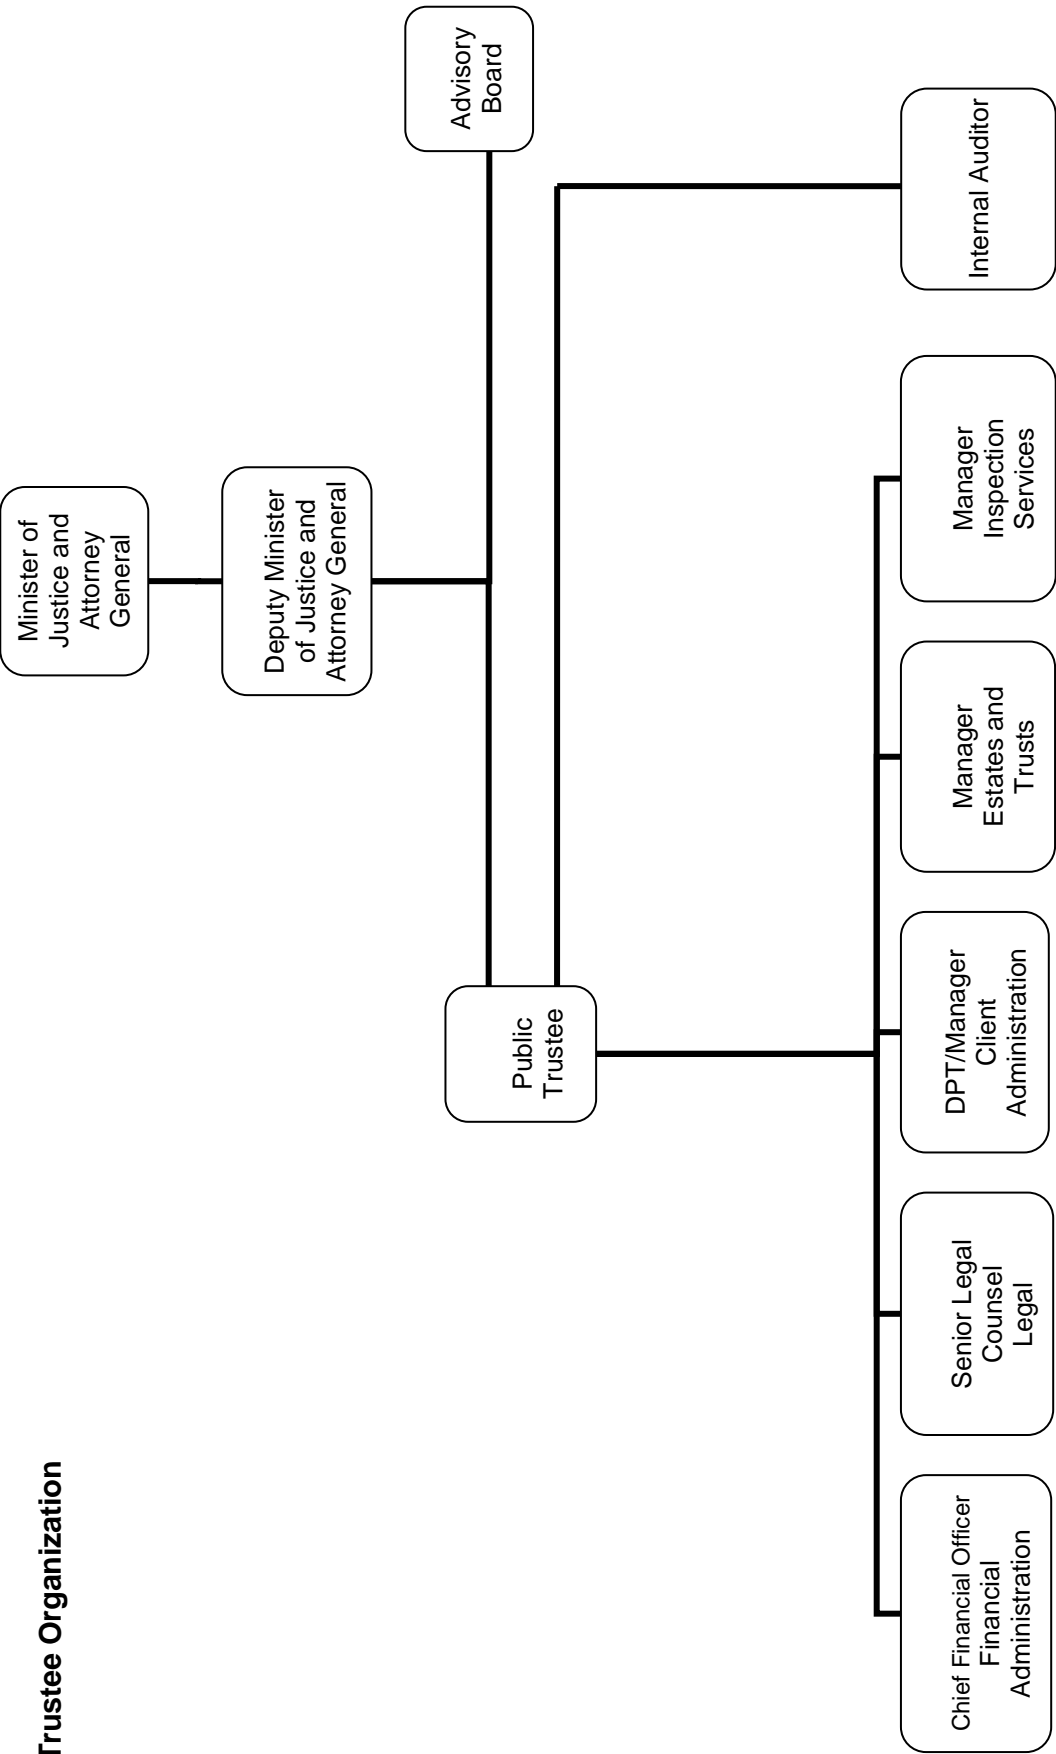 Trustee Organization
Minister of
Justice and
Attorney
General
Deputy Minister
of Justice and
Attorney General
Advisory
Board
Public
Trustee
Chief Financial Officer
Financial
Administration
Senior Legal
Counsel
Legal
DPT/Manager
Client
Administration
Manager
Estates and
Trusts
Manager
Inspection
Services
Internal Auditor